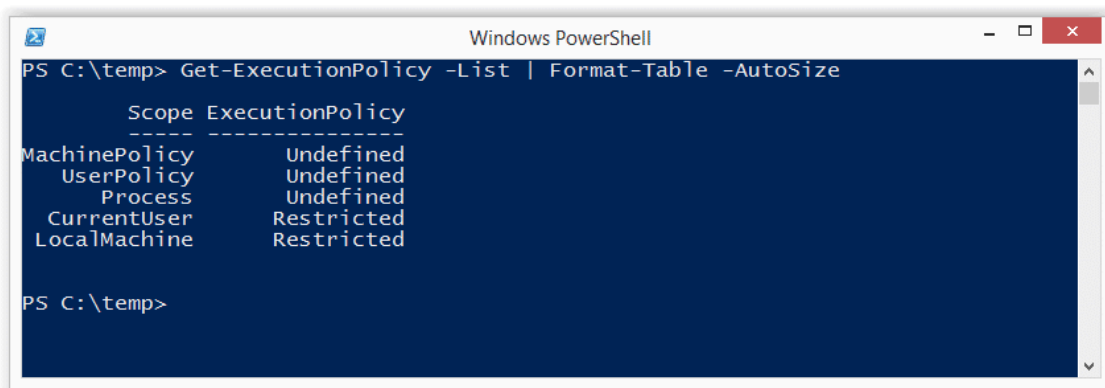 Windows PowerShell
PS C:\temp> Get-ExecutionPolicy -List | Format-Table -AutoSize
Scope ExecutionPolicy
----- ---------------
MachinePolicy Undefined
UserPolicy Undefined
Process Undefined
CurrentUser Restricted
LocalMachine Restricted
PS C:\temp>